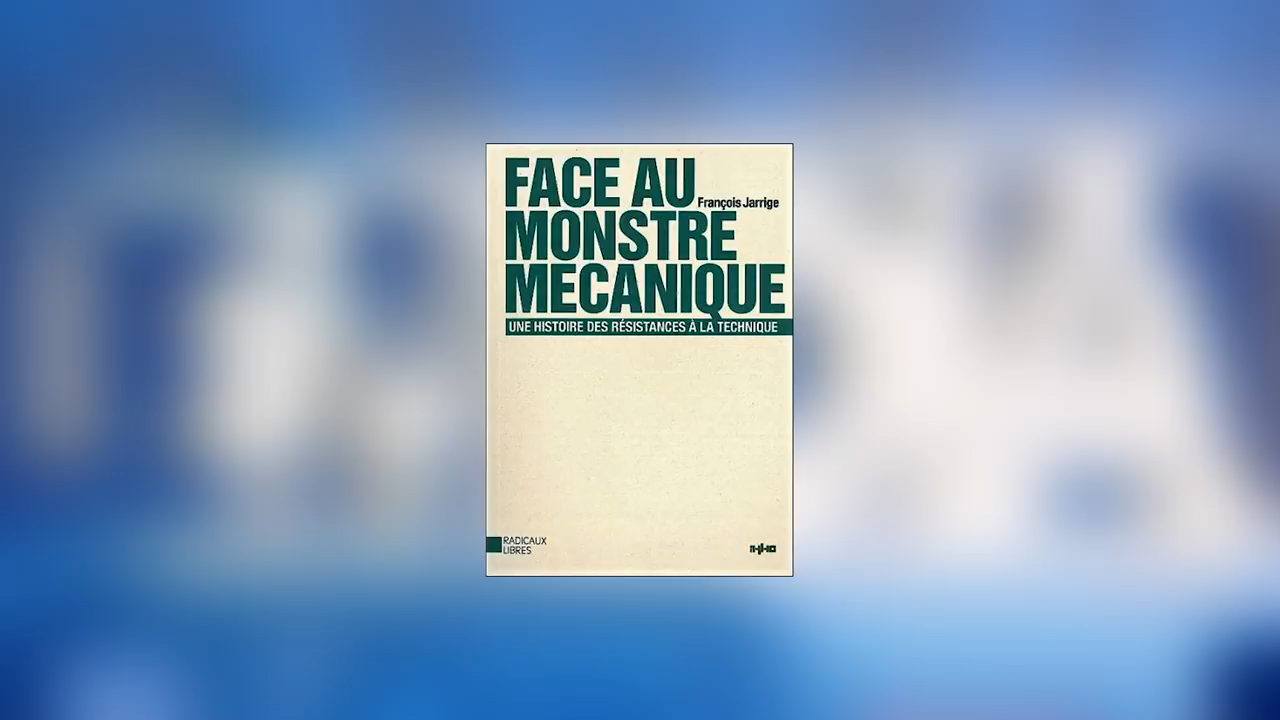 FACE AU
François Jarrige
MONSTRE
MECANIQUE
UNE HISTOIRE DES RÉSISTANCES À LA TECHNIQUE
RADICAUX
LIBRES